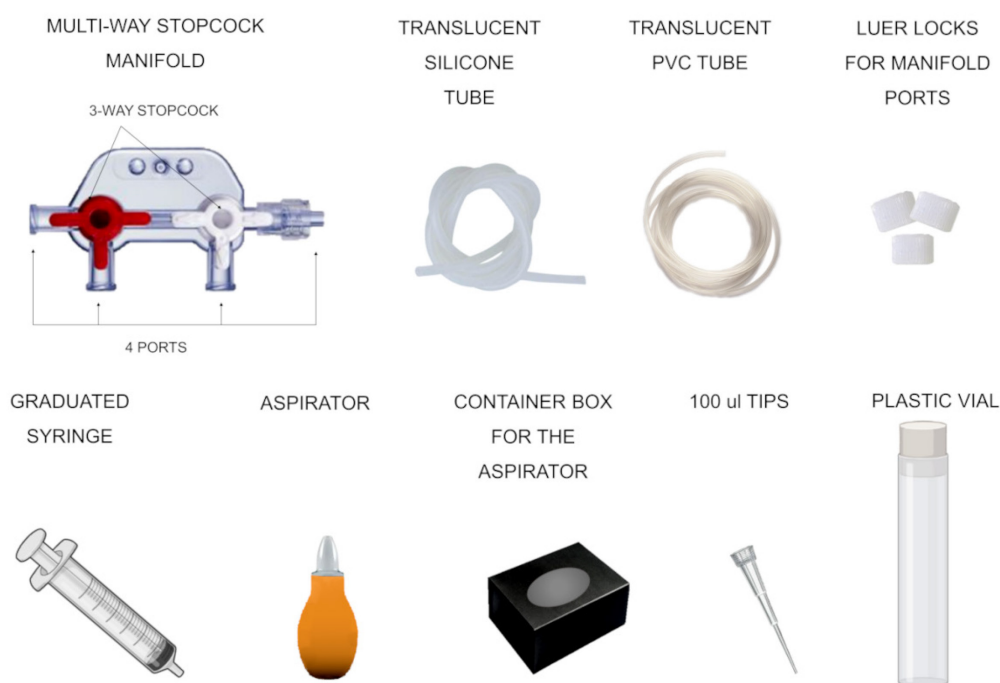 MULTI-WAY STOPCOCK
MANIFOLD
3-WAY STOPCOCK
4 PORTS
TRANSLUCENT
SILICONE
TUBE
TRANSLUCENT
PVC TUBE
LUER LOCKS
FOR MANIFOLD
PORTS
GRADUATED
SYRINGE
ASPIRATOR
CONTAINER BOX
FOR THE
ASPIRATOR
100 ul TIPS
PLASTIC VIAL